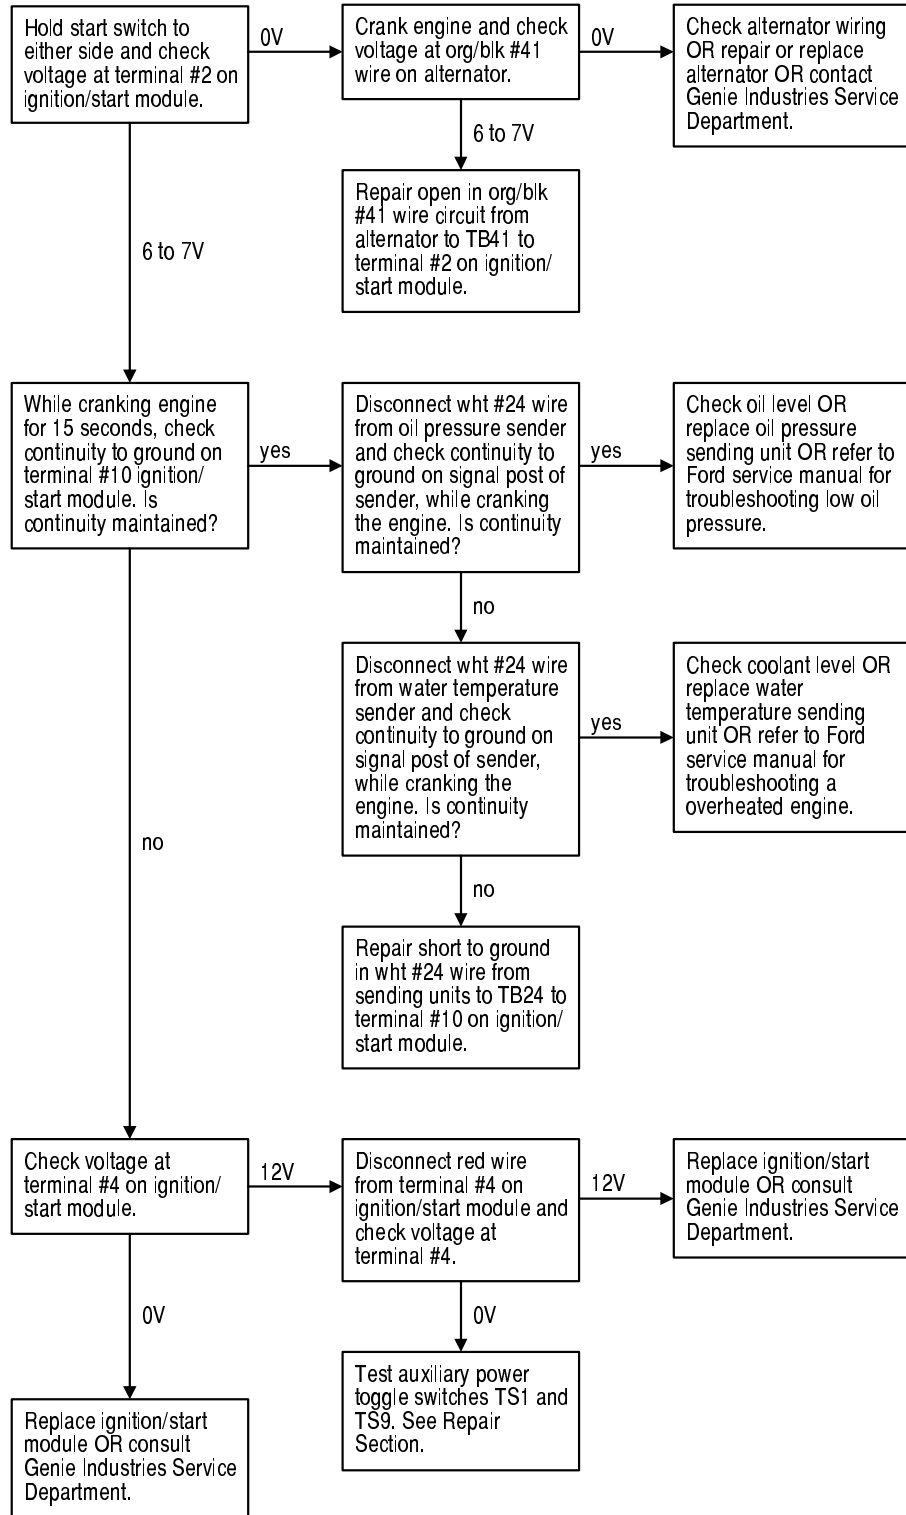 Hold start switch to
either side and check
voltage at terminal #2 on
ignition/start module.
0V
Crank engine and check
voltage at org/blk #41
wire on alternator.
0V
Check alternator wiring
OR repair or replace
alternator OR contact
Genie Industries Service
Department.
6 to 7V
Repair open in org/blk
#41 wire circuit from
alternator to TB41 to
terminal #2 on ignition/
start module.
6 to 7V
While cranking engine
for 15 seconds, check
continuity to ground on
terminal #10 ignition/
start module. Is
continuity maintained?
yes
Disconnect wht #24 wire
from oil pressure sender
and check continuity to
ground on signal post of
sender, while cranking
the engine. Is continuity
maintained?
yes
Check oil level OR
replace oil pressure
sending unit OR refer to
Ford service manual for
troubleshooting low oil
pressure.
no
Disconnect wht #24 wire
from water temperature
sender and check
continuity to ground on
signal post of sender,
while cranking the
engine. Is continuity
maintained?
yes
Check coolant level OR
replace water
temperature sending
unit OR refer to Ford
service manual for
troubleshooting a
overheated engine.
no
no
Repair short to ground
in wht #24 wire from
sending units to TB24 to
terminal #10 on ignition/
start module.
Check voltage at
terminal #4 on ignition/
start module.
12V
Disconnect red wire
from terminal #4 on
ignition/start module and
check voltage at
terminal #4.
12V
Replace ignition/start
module OR consult
Genie Industries Service
Department.
0V
0V
Test auxiliary power
toggle switches TS1 and
TS9. See Repair
Section.
Replace ignition/start
module OR consult
Genie Industries Service
Department.